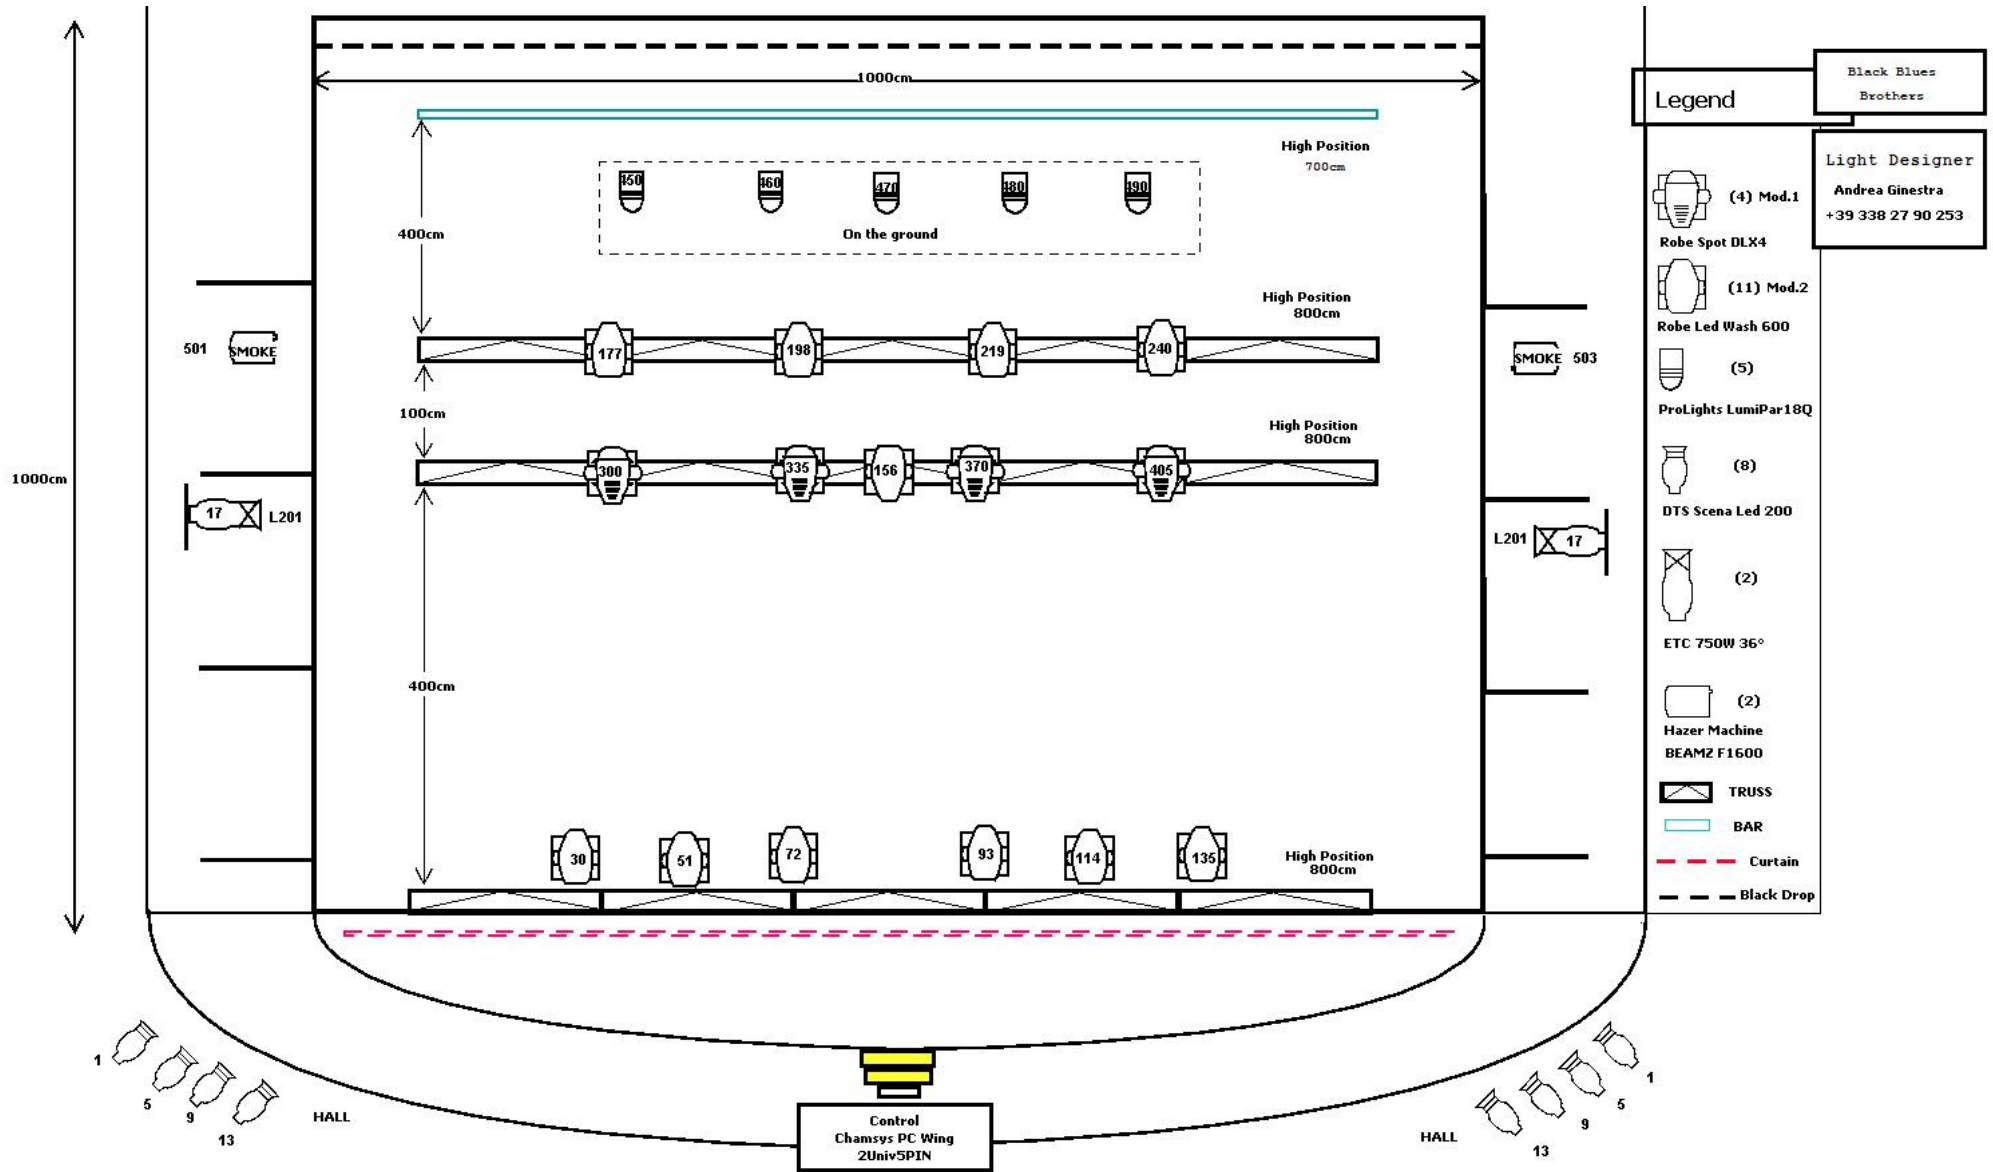 1000cm
Black Blues
Brothers
Legend
High Position
700cm
Light Designer
Andrea Ginestra
+39 338 27 90 253
450
460
470
480
490
On the ground
400cm
(4) Mod.1
Robe Spot DLX4
(11) Mod.2
Robe Led Wash 600
High Position
800cm
501
SMOKE
177
198
219
240
SMOKE
503
100cm
(5)
ProLights LumiPar18Q
High Position
800cm
300
335
156
370
405
1000cm
(8)
DTS Scena Led 200
17
L201
L201
17
(2)
ETC 750W 36°
400cm
(2)
Hazer Machine
BEAMZ F1600
TRUSS
BAR
Curtain
Black Drop
30
51
72
93
114
135
High Position
800cm
1
5
9
13
HALL
Control
Chamsys PC Wing
2Univ5PIN
HALL
13
9
5
1